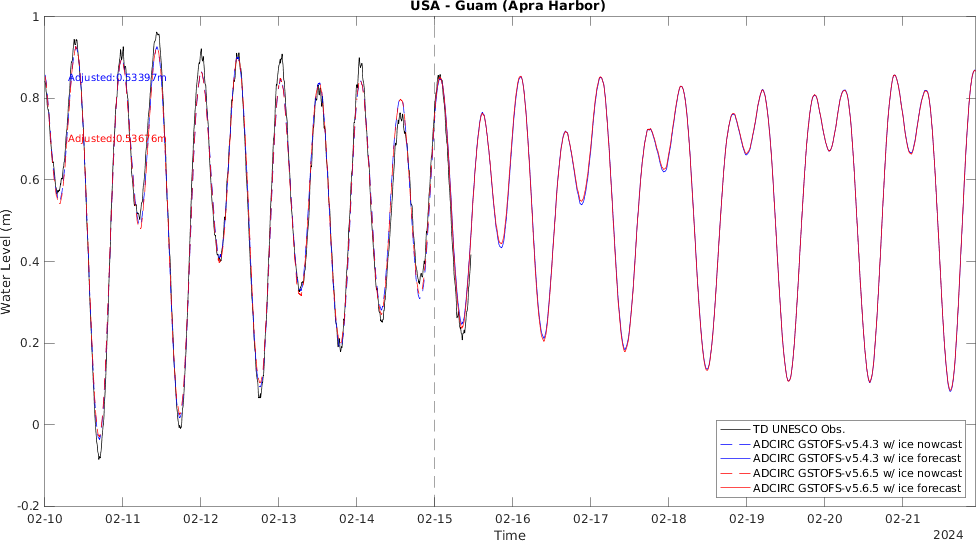 USA - Guam (Apra Harbor)
1
0.8
0.6
0.4
0.2
0
-0.2
Water Level (m)
Adjusted:0.53397m
Adjusted:0.53676m
TD UNESCO Obs.
ADCIRC GSTOFS-v5.4.3 w/ ice nowcast
ADCIRC GSTOFS-v5.4.3 w/ ice forecast
ADCIRC GSTOFS-v5.6.5 w/ ice nowcast
ADCIRC GSTOFS-v5.6.5 w/ ice forecast
02-10 02-11 02-12 02-13 02-14 02-15 02-16 02-17 02-18 02-19 02-20 02-21
Time
2024